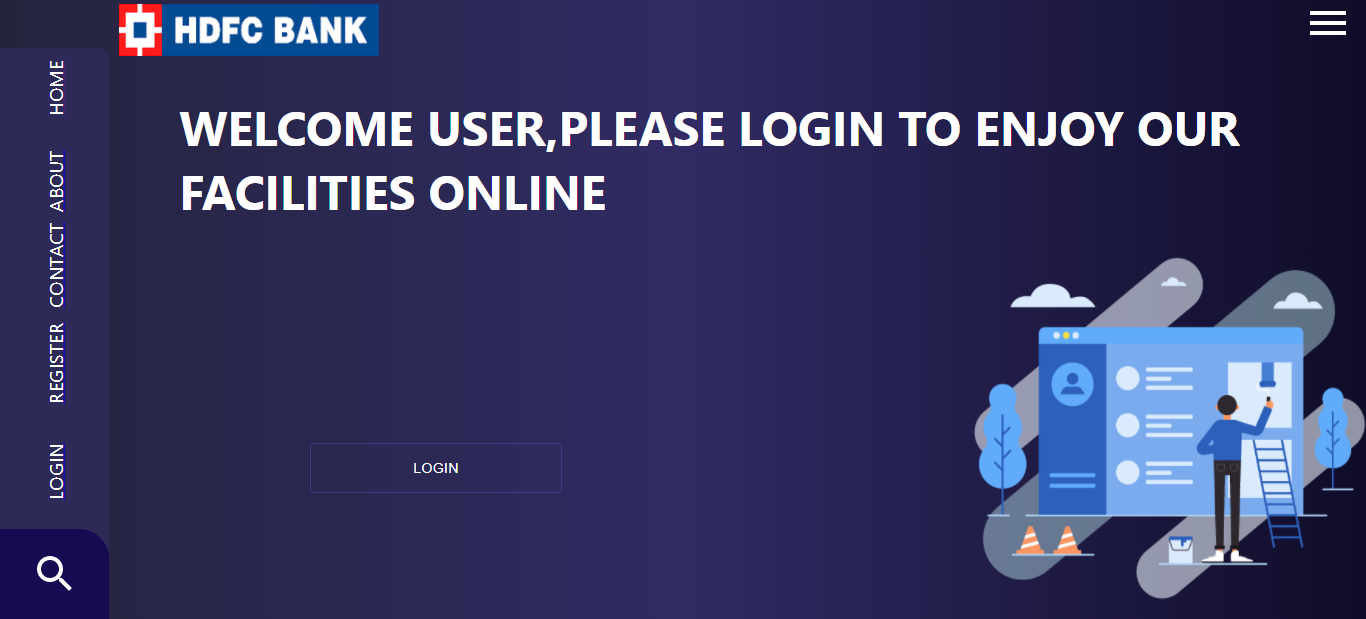 HDFC BANK
HOME
ABOUT
CONTACT
REGISTER
LOGIN
WELCOME USER,PLEASE LOGIN TO ENJOY OUR
FACILITIES ONLINE
LOGIN